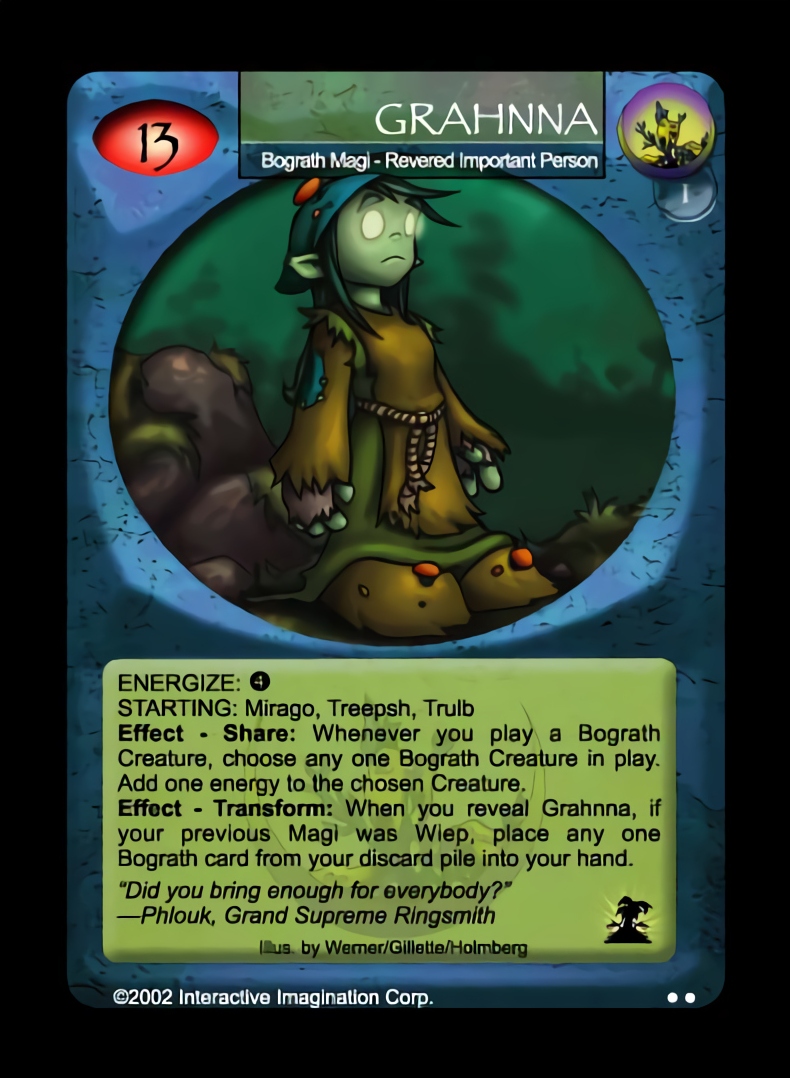 13
GRAHNNA
Bograth Magi - Revered Important Person
1
ENERGIZE: 4
STARTING: Mirago, Treepsh, Trulb
Effect - Share: Whenever you play a Bograth
Creature, choose any one Bograth Creature in play.
Add one energy to the chosen Creature.
Effect - Transform: When you reveal Grahnna, if
your previous Magi was Wiep, place any one
Bograth card from your discard pile into your hand.
“Did you bring enough for everybody?”
—Phlouk, Grand Supreme Ringsmith
Illus. by Werner/Gillette/Holmberg
©2002 Interactive Imagination Corp.